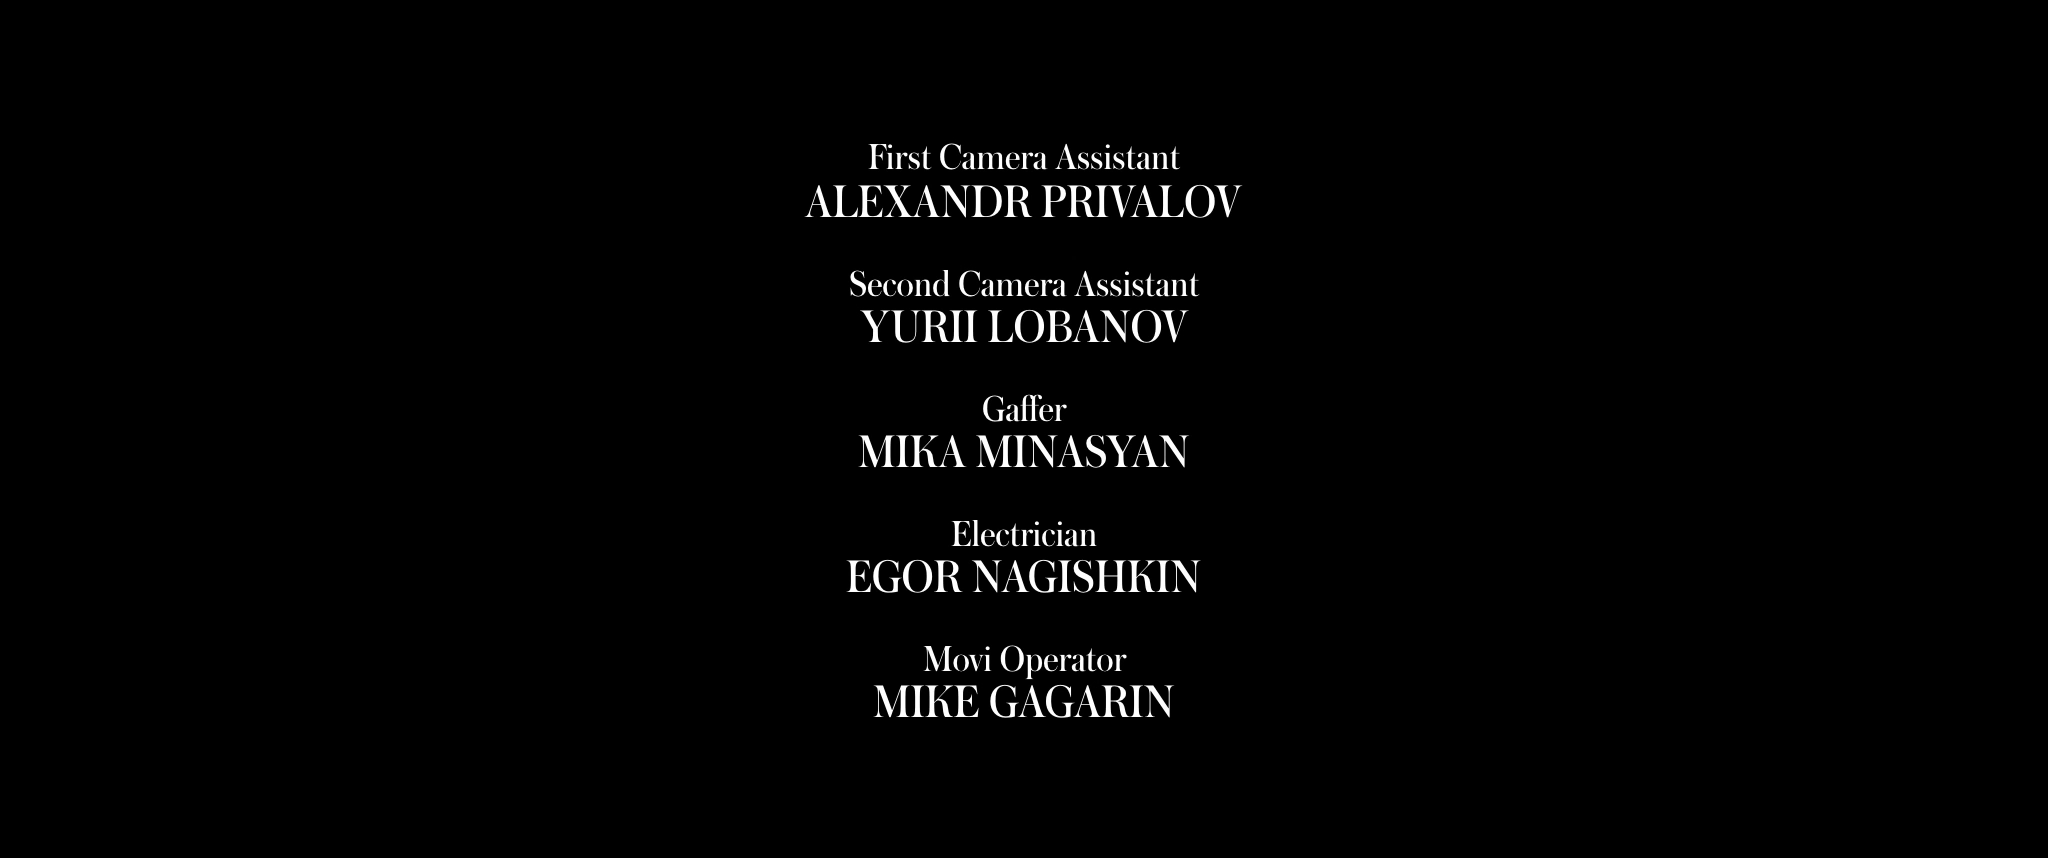 First Camera Assistant
ALEXANDR PRIVALOV
Second Camera Assistant
YURII LOBANOV
Gaffer
MIKA MINASYAN
Electrician
EGOR NAGISHKIN
Movi Operator
MIKE GAGARIN